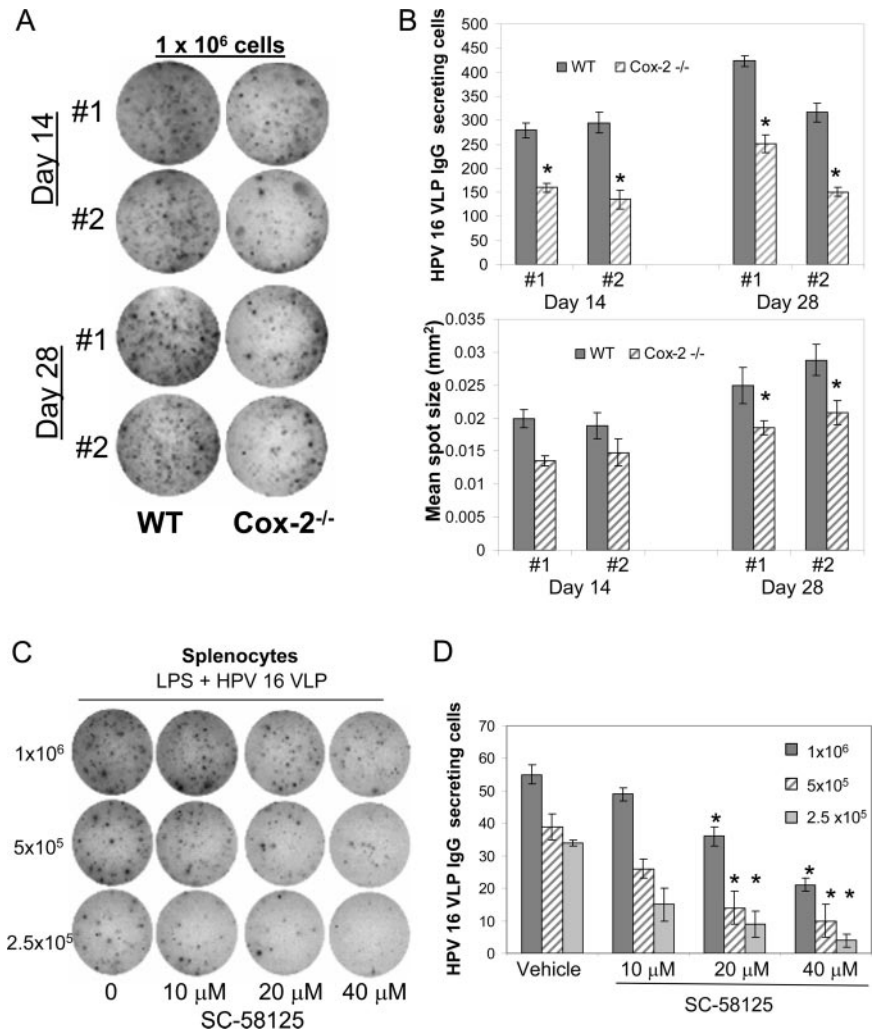 A
1 x 10⁶ cells
Day 14
#1
#2
Day 28
#1
#2
WT Cox-2⁻/⁻
B
HPV 16 VLP IgG secreting cells
WT Cox-2 -/-
500
450
400
350
300
250
200
150
100
50
0
* * * *
#1 #2 #1 #2
Day 14 Day 28
Mean spot size (mm²)
WT Cox-2 -/-
0.035
0.03
0.025
0.02
0.015
0.01
0.005
0
* *
#1 #2 #1 #2
Day 14 Day 28
C
Splenocytes
LPS + HPV 16 VLP
1x10⁶
5x10⁵
2.5x10⁵
0 10 μM 20 μM 40 μM
SC-58125
D
HPV 16 VLP IgG secreting cells
70
60
50
40
30
20
10
0
1x10⁶
5x10⁵
2.5 x10⁵
* * * * * *
Vehicle 10 μM 20 μM 40 μM
SC-58125